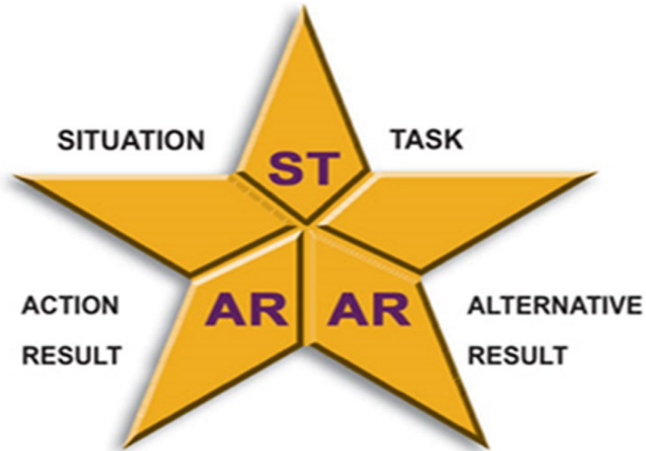 SITUATION
TASK
ST
ACTION
RESULT
AR
AR
ALTERNATIVE
RESULT